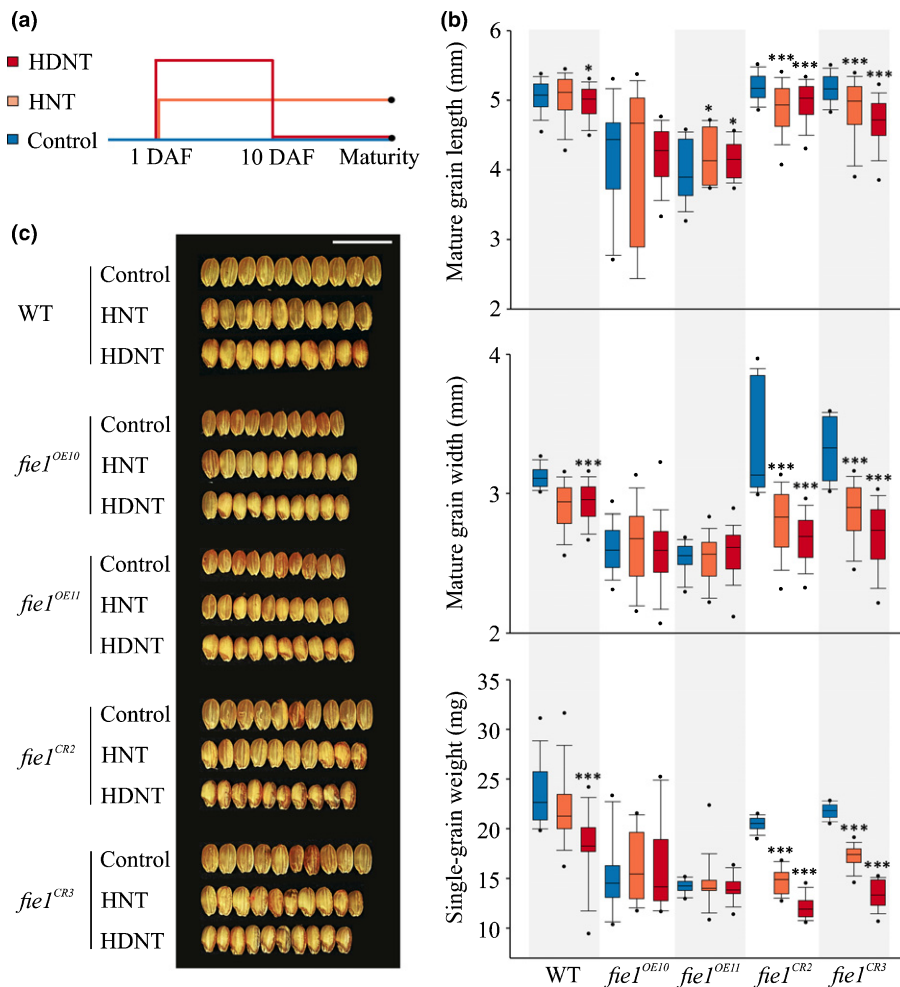 (a)
HDNT
HNT
Control
1 DAF 10 DAF Maturity
(b)
Mature grain length (mm)
6
5
4
3
2
* *** *** *** *** * *
Mature grain width (mm)
4
3
2
*** *** *** *** ***
Single-grain weight (mg)
35
30
25
20
15
10
*** *** *** *** ***
WT fie1OE10 fie1OE11 fie1CR2 fie1CR3
(c)
WT
Control
HNT
HDNT
fie1OE10
Control
HNT
HDNT
fie1OE11
Control
HNT
HDNT
fie1CR2
Control
HNT
HDNT
fie1CR3
Control
HNT
HDNT